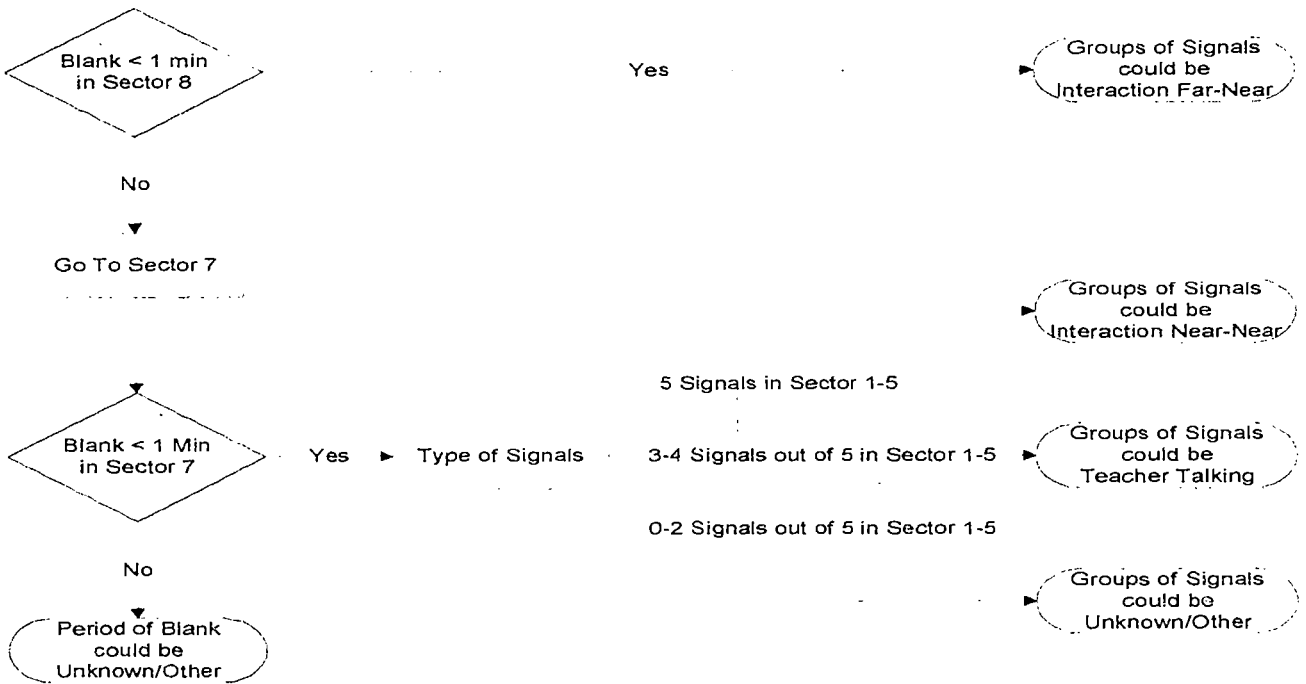 Blank < 1 min
in Sector 8
Yes
Groups of Signals
could be
Interaction Far-Near
No
Go To Sector 7
Groups of Signals
could be
Interaction Near-Near
5 Signals in Sector 1-5
Blank < 1 Min
in Sector 7
Yes
Type of Signals
3-4 Signals out of 5 in Sector 1-5
Groups of Signals
could be
Teacher Talking
0-2 Signals out of 5 in Sector 1-5
No
Groups of Signals
could be
Unknown/Other
Period of Blank
could be
Unknown/Other